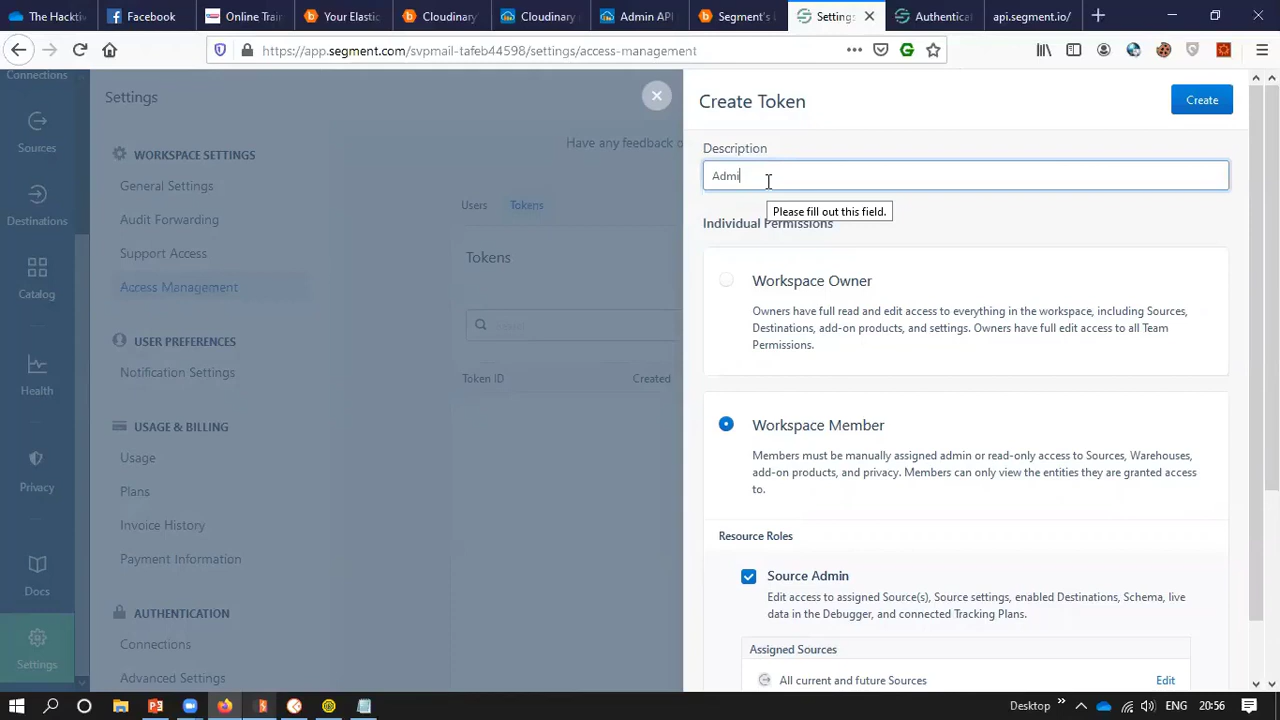 The Haktiv
Facebook
Online Train
Your Elastic
Cloudinary
Cloudinary
Admin API
Segment's
Settings
Authenticat
api.segment.io/
https://app.segment.com/svpmail-tafeb44598/settings/access-management
Connections
Sources
Destinations
Catalog
Health
Privacy
Docs
Settings
Settings
WORKSPACE SETTINGS
General Settings
Audit Forwarding
Support Access
Access Management
USER PREFERENCES
Notification Settings
USAGE & BILLING
Usage
Plans
Invoice History
Payment Information
AUTHENTICATION
Connections
Advanced Settings
Have any feedback o
Users Tokens
Tokens
Token ID Created
Create Token
Create
Description
Admi
Please fill out this field.
Individual Permissions
Workspace Owner
Owners have full read and edit access to everything in the workspace, including Sources,
Destinations, add-on products, and settings. Owners have full edit access to all Team
Permissions.
Workspace Member
Members must be manually assigned admin or read-only access to Sources, Warehouses,
add-on products, and privacy. Members can only view the entities they are granted access
to.
Resource Roles
Source Admin
Edit access to assigned Source(s), Source settings, enabled Destinations, Schema, live
data in the Debugger, and connected Tracking Plans.
Assigned Sources
All current and future Sources Edit
Desktop
ENG 20:56